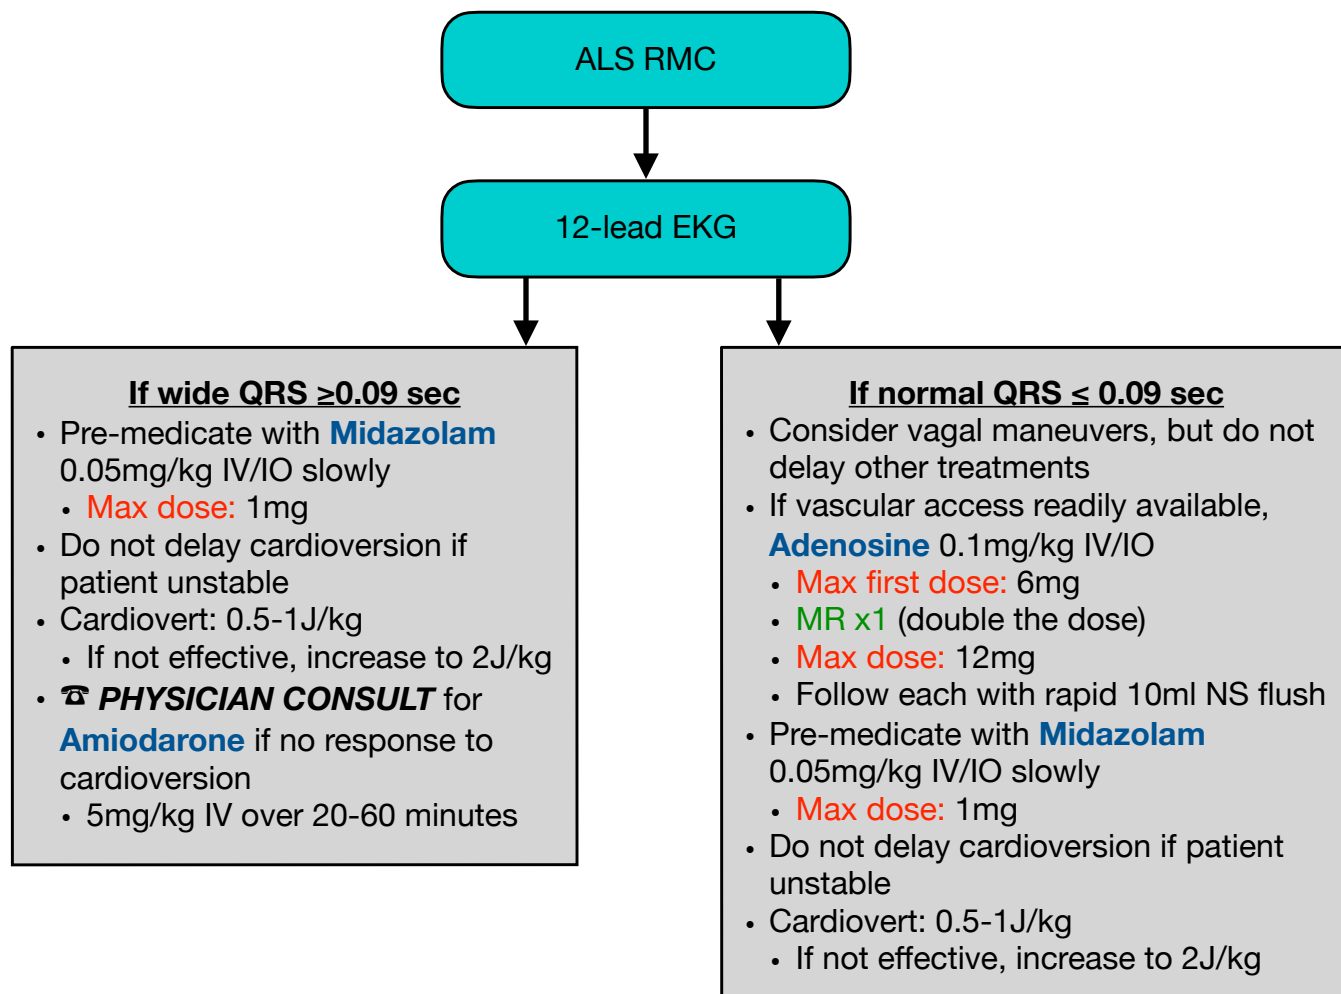 ALS RMC
12-lead EKG
If wide QRS ≥0.09 sec
• Pre-medicate with Midazolam
0.05mg/kg IV/IO slowly
• Max dose: 1mg
• Do not delay cardioversion if
patient unstable
• Cardiovert: 0.5-1J/kg
• If not effective, increase to 2J/kg
• ☎ PHYSICIAN CONSULT for
Amiodarone if no response to
cardioversion
• 5mg/kg IV over 20-60 minutes
If normal QRS ≤ 0.09 sec
• Consider vagal maneuvers, but do not
delay other treatments
• If vascular access readily available,
Adenosine 0.1mg/kg IV/IO
• Max first dose: 6mg
• MR x1 (double the dose)
• Max dose: 12mg
• Follow each with rapid 10ml NS flush
• Pre-medicate with Midazolam
0.05mg/kg IV/IO slowly
• Max dose: 1mg
• Do not delay cardioversion if patient
unstable
• Cardiovert: 0.5-1J/kg
• If not effective, increase to 2J/kg